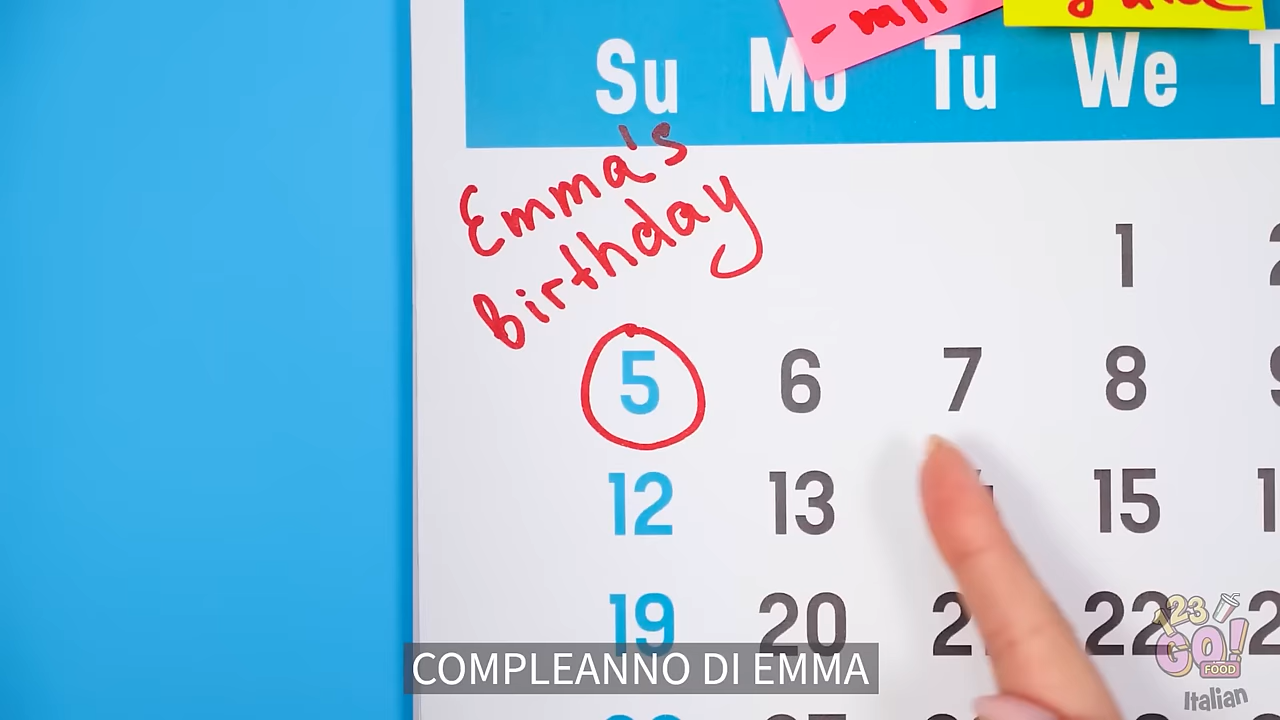 Su Mo Tu We
Emma's
Birthday
1
5 6 7 8
12 13 15
19 20 22
COMPLEANNO DI EMMA
123
GO!
FOOD
Italian